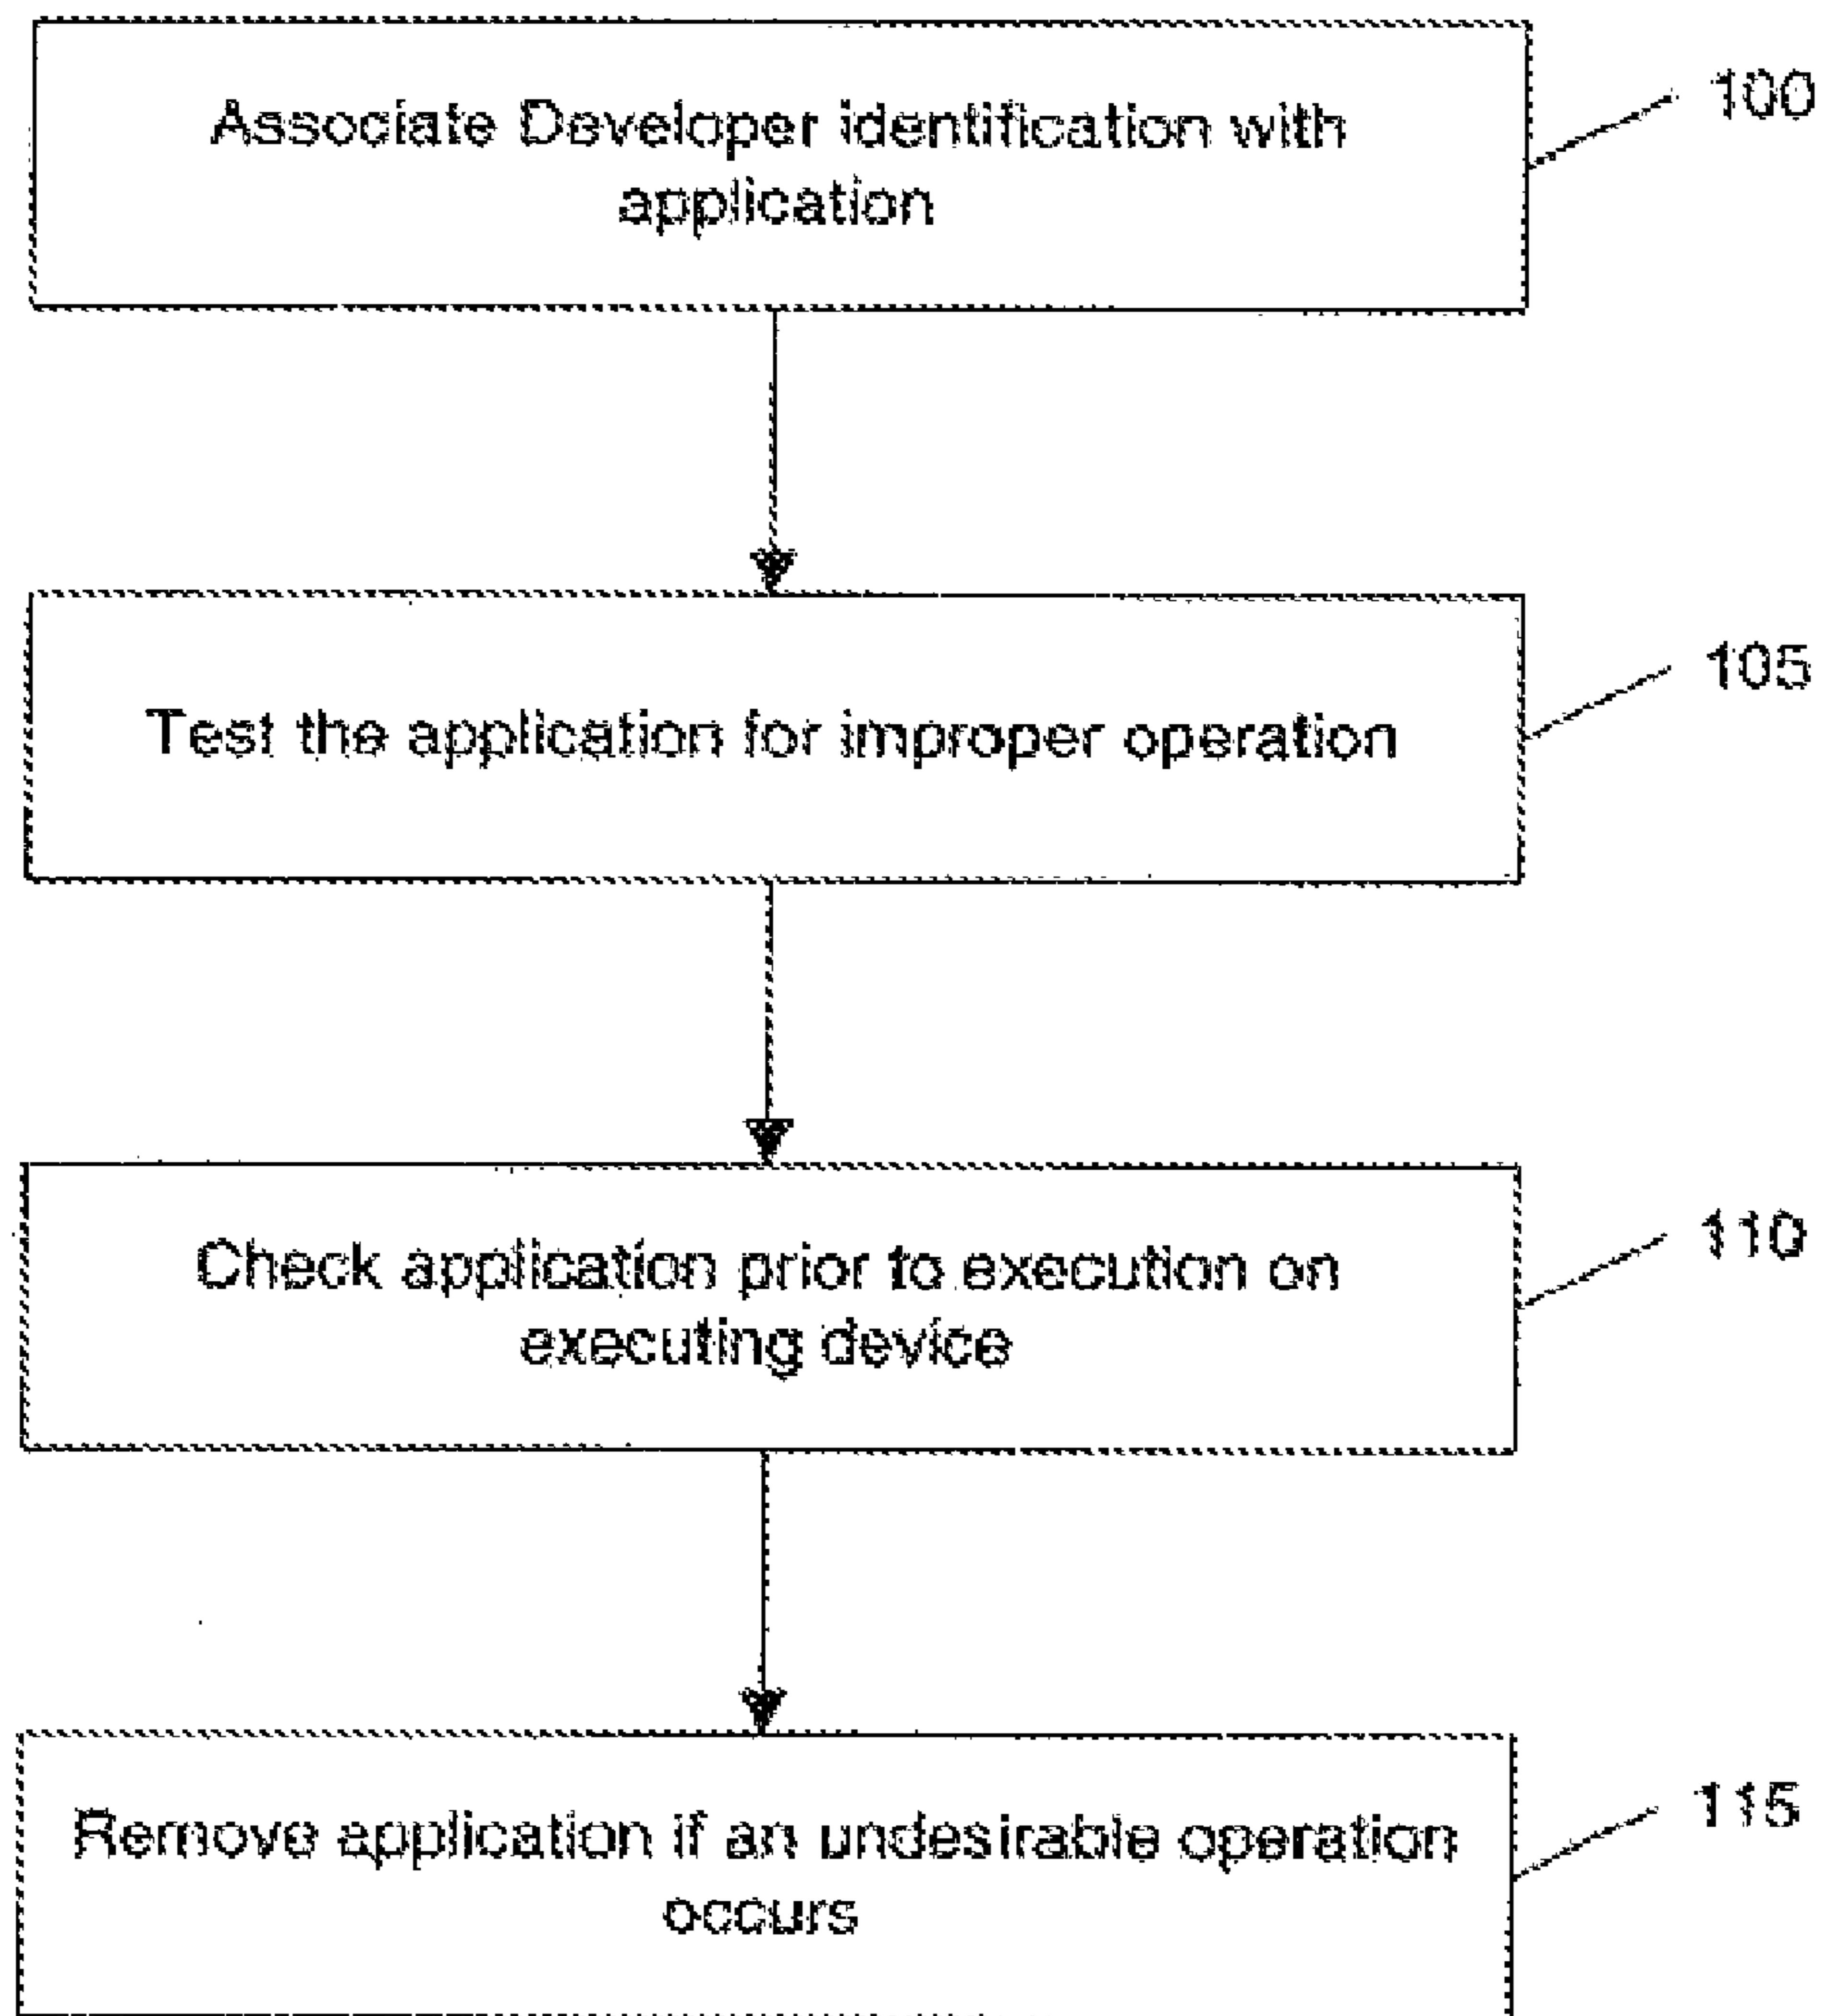 Associate Developer identification with
application
100
Test the application for improper operation
105
Check application prior to execution on
executing device
110
Remove application if an undesirable operation
occurs
115